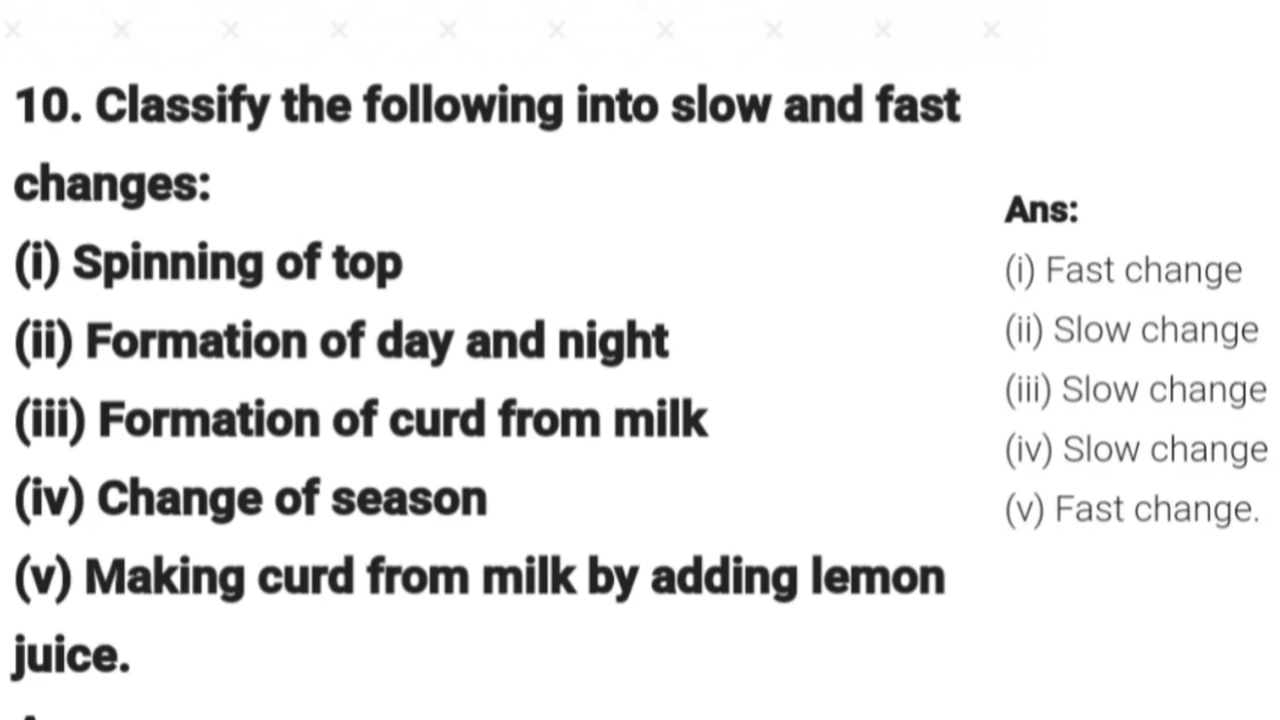 10. Classify the following into slow and fast
changes:
(i) Spinning of top
(ii) Formation of day and night
(iii) Formation of curd from milk
(iv) Change of season
(v) Making curd from milk by adding lemon
juice.
Ans:
(i) Fast change
(ii) Slow change
(iii) Slow change
(iv) Slow change
(v) Fast change.